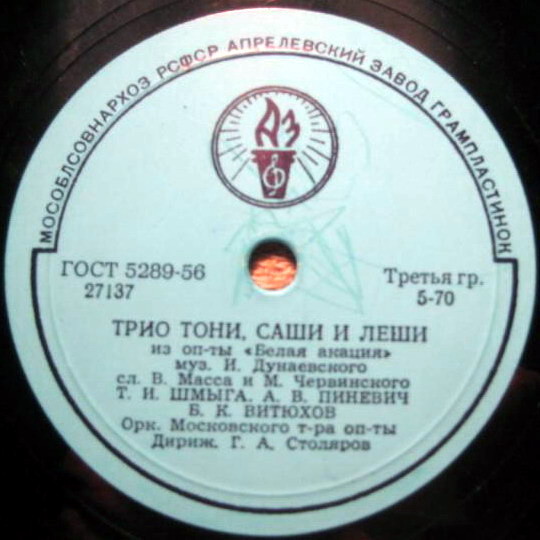 МОСОБЛСОВНАРХОЗ РСФСР АПРЕЛЕВСКИЙ ЗАВОД ГРАМПЛАСТИНОК
АЗ
ГОСТ 5289-56
27137
Третья гр.
5-70
ТРИО ТОНИ, САШИ И ЛЕШИ
из оп-ты «Белая акация»
муз. И. Дунаевского
сл. В. Масса и М. Червинского
Т. И. ШМЫГА. А. В. ПИНЕВИЧ
Б. К. ВИТЮХОВ
Орк. Московского т-ра оп-ты
Дириж. Г. А. Столяров